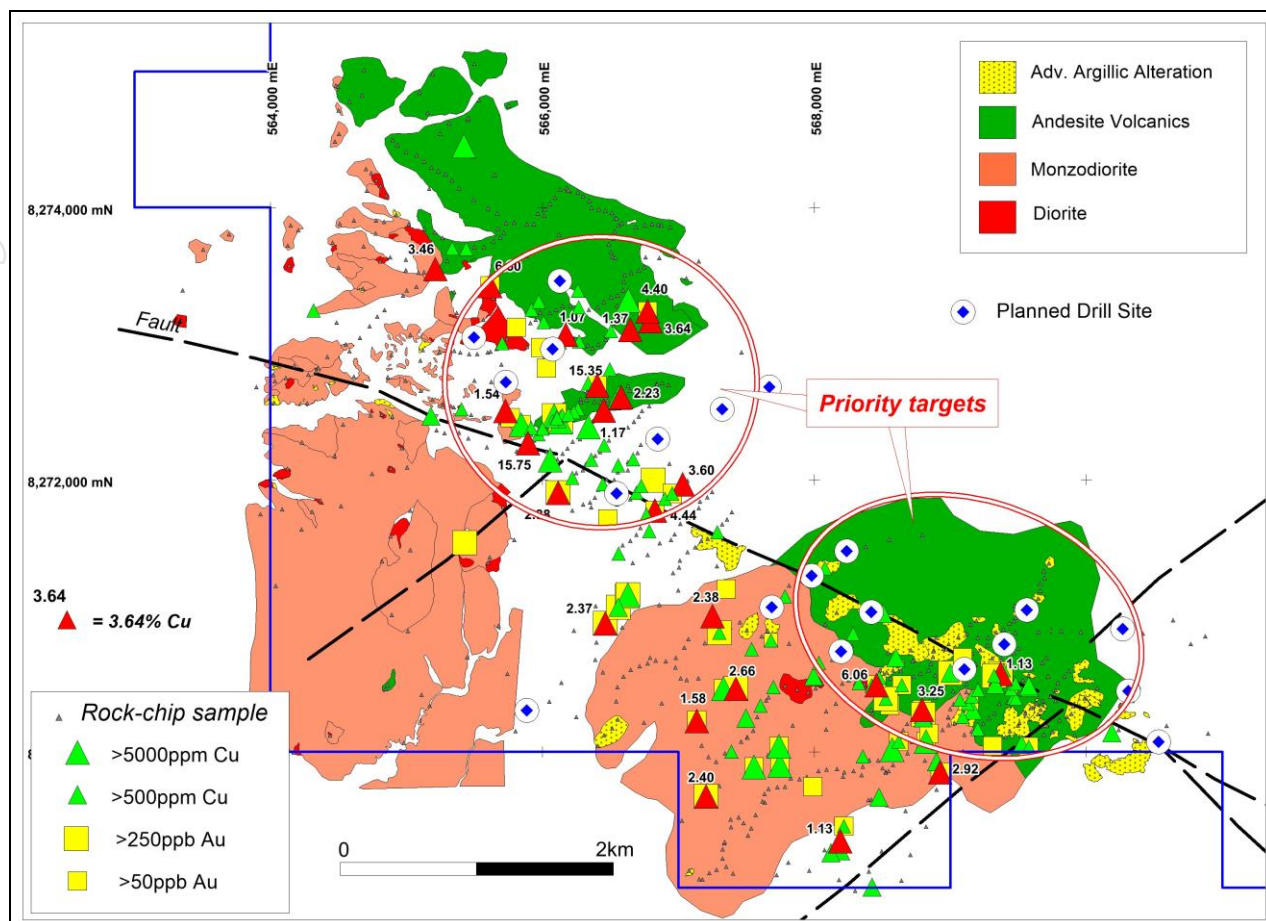 564,000 mE
566,000 mE
568,000 mE
Adv. Argillic Alteration
Andesite Volcanics
Monzodiorite
Diorite
Planned Drill Site
8,274,000 mN
3.46
4.40
1.07
1.37
3.64
Fault
15.35
2.23
1.54
1.17
Priority targets
15.75
8,272,000 mN
3.60
4.44
3.64
= 3.64% Cu
2.37
2.38
2.66
6.06
1.13
3.25
1.58
2.92
2.40
1.13
Rock-chip sample
>5000ppm Cu
>500ppm Cu
>250ppb Au
>50ppb Au
0
2km